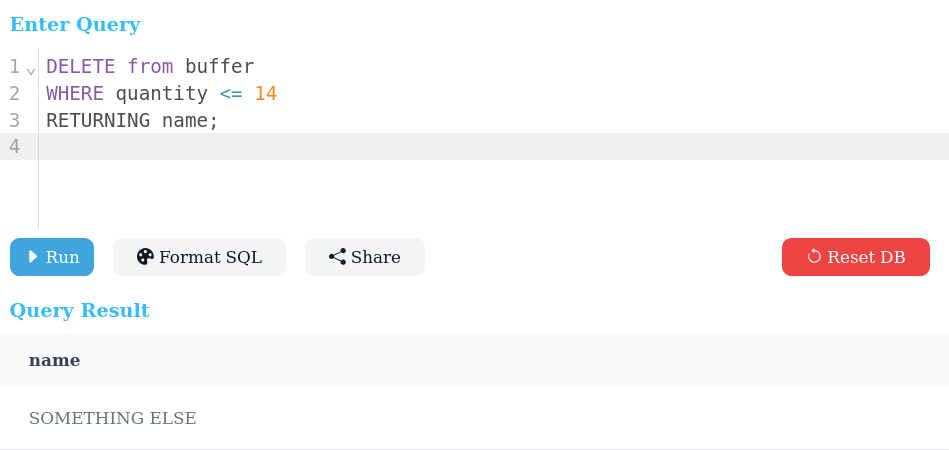 Enter Query
1 DELETE from buffer
2 WHERE quantity <= 14
3 RETURNING name;
4
Run Format SQL Share Reset DB
Query Result
name
SOMETHING ELSE